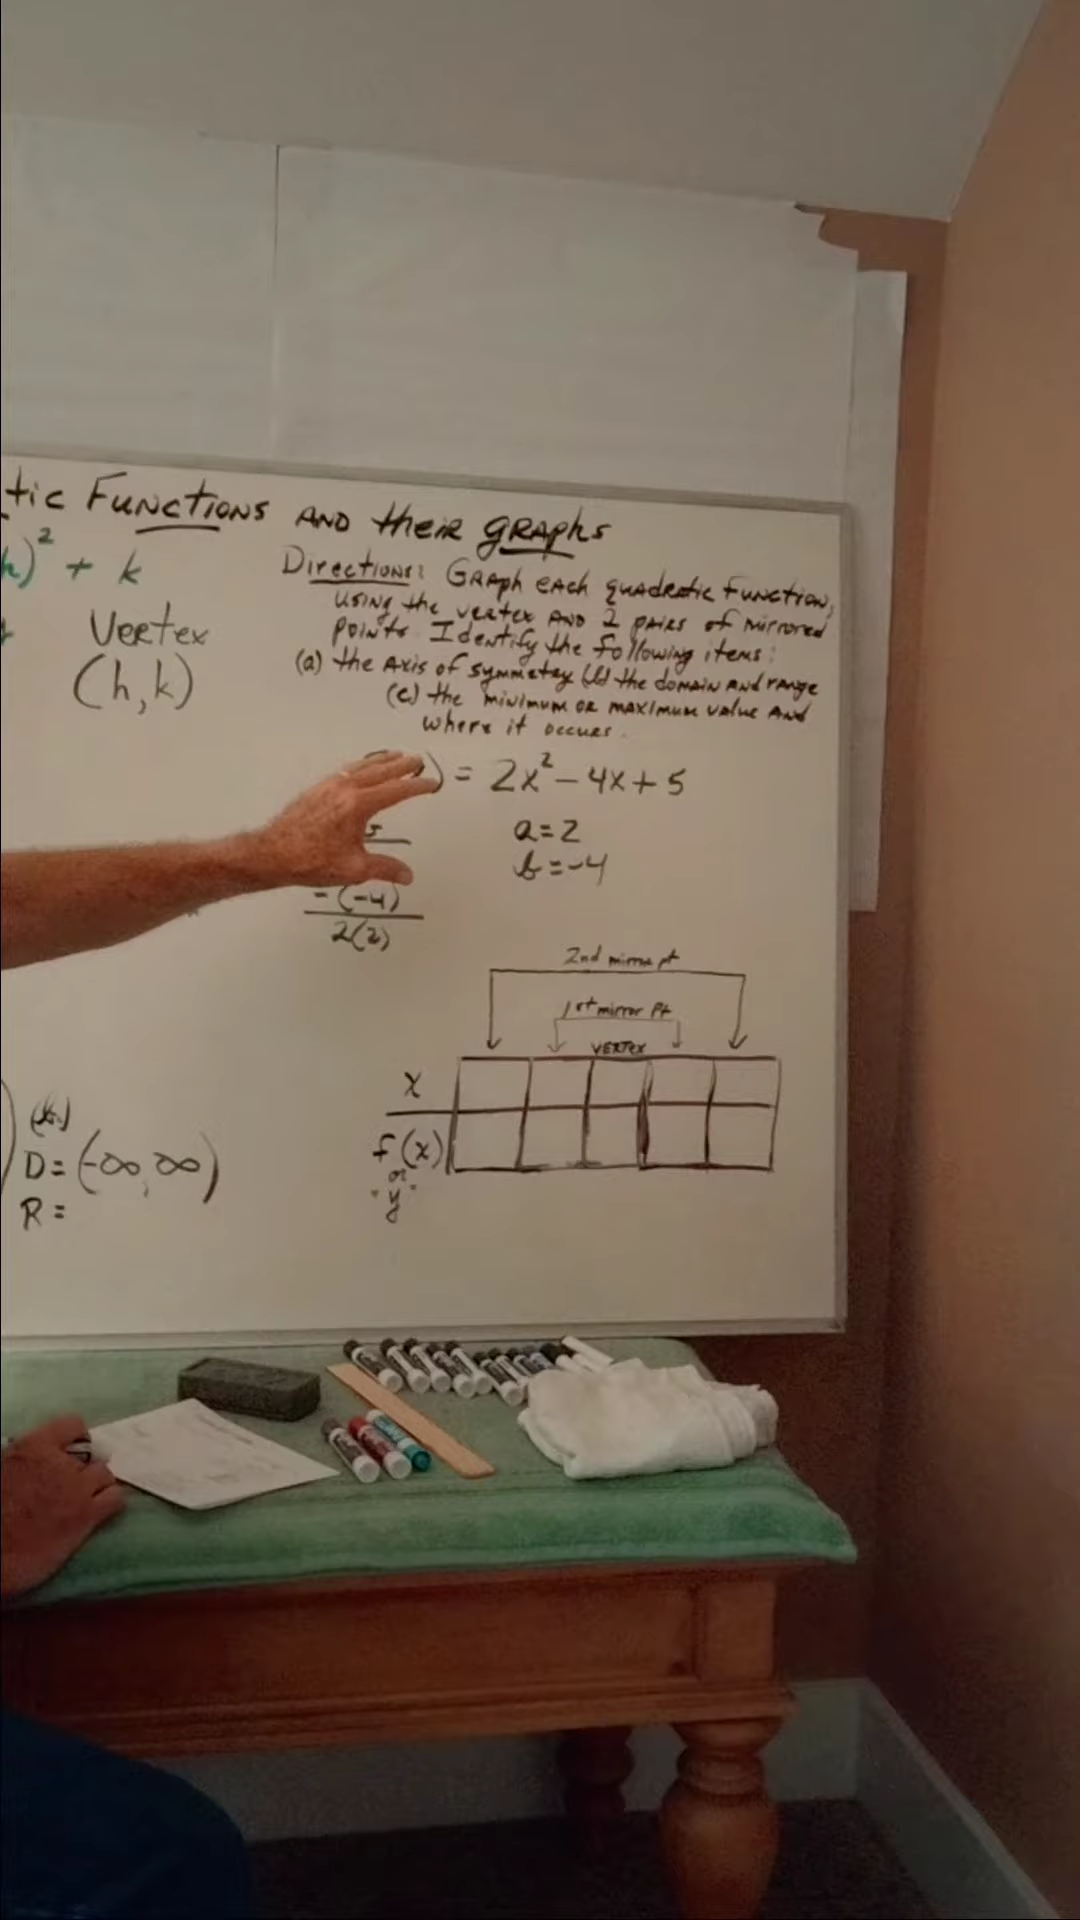 tic Functions and their graphs
h)² + k
Directions: Graph each quadratic function,
using the vertex and 2 pairs of mirrored
points. Identify the following items:
(a) the axis of symmetry (b) the domain and range
(c) the minimum or maximum value and
where it occurs.
Vertex
(h,k)
) = 2x² - 4x + 5
a = 2
b = -4
-(-4)
2(2)
2nd mirror pt
1st mirror pt
vertex
x
f(x)
or
"y"
(b.)
D = (-∞, ∞)
R =